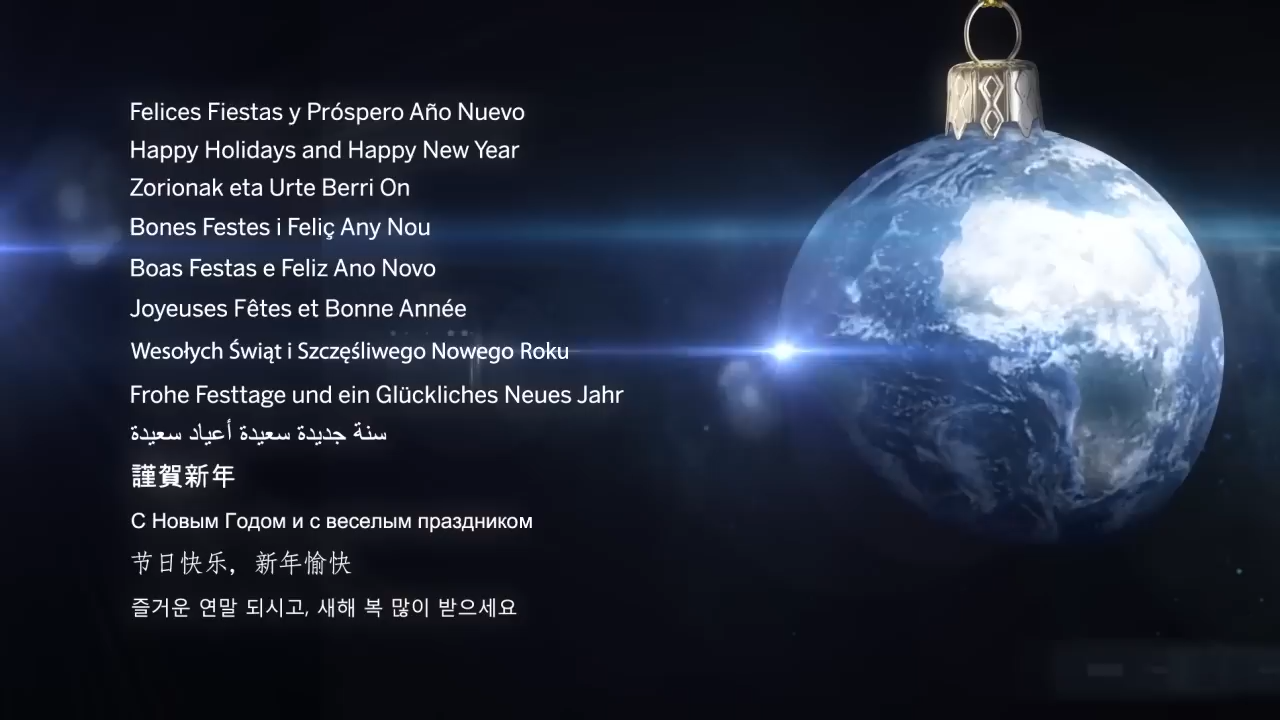 Felices Fiestas y Próspero Año Nuevo
Happy Holidays and Happy New Year
Zorionak eta Urte Berri On
Bones Festes i Feliç Any Nou
Boas Festas e Feliz Ano Novo
Joyeuses Fêtes et Bonne Année
Wesołych Świąt i Szczęśliwego Nowego Roku
Frohe Festtage und ein Glückliches Neues Jahr
سنة جديدة سعيدة أعياد سعيدة
謹賀新年
С Новым Годом и с веселым праздником
节日快乐，新年愉快
즐거운 연말 되시고, 새해 복 많이 받으세요